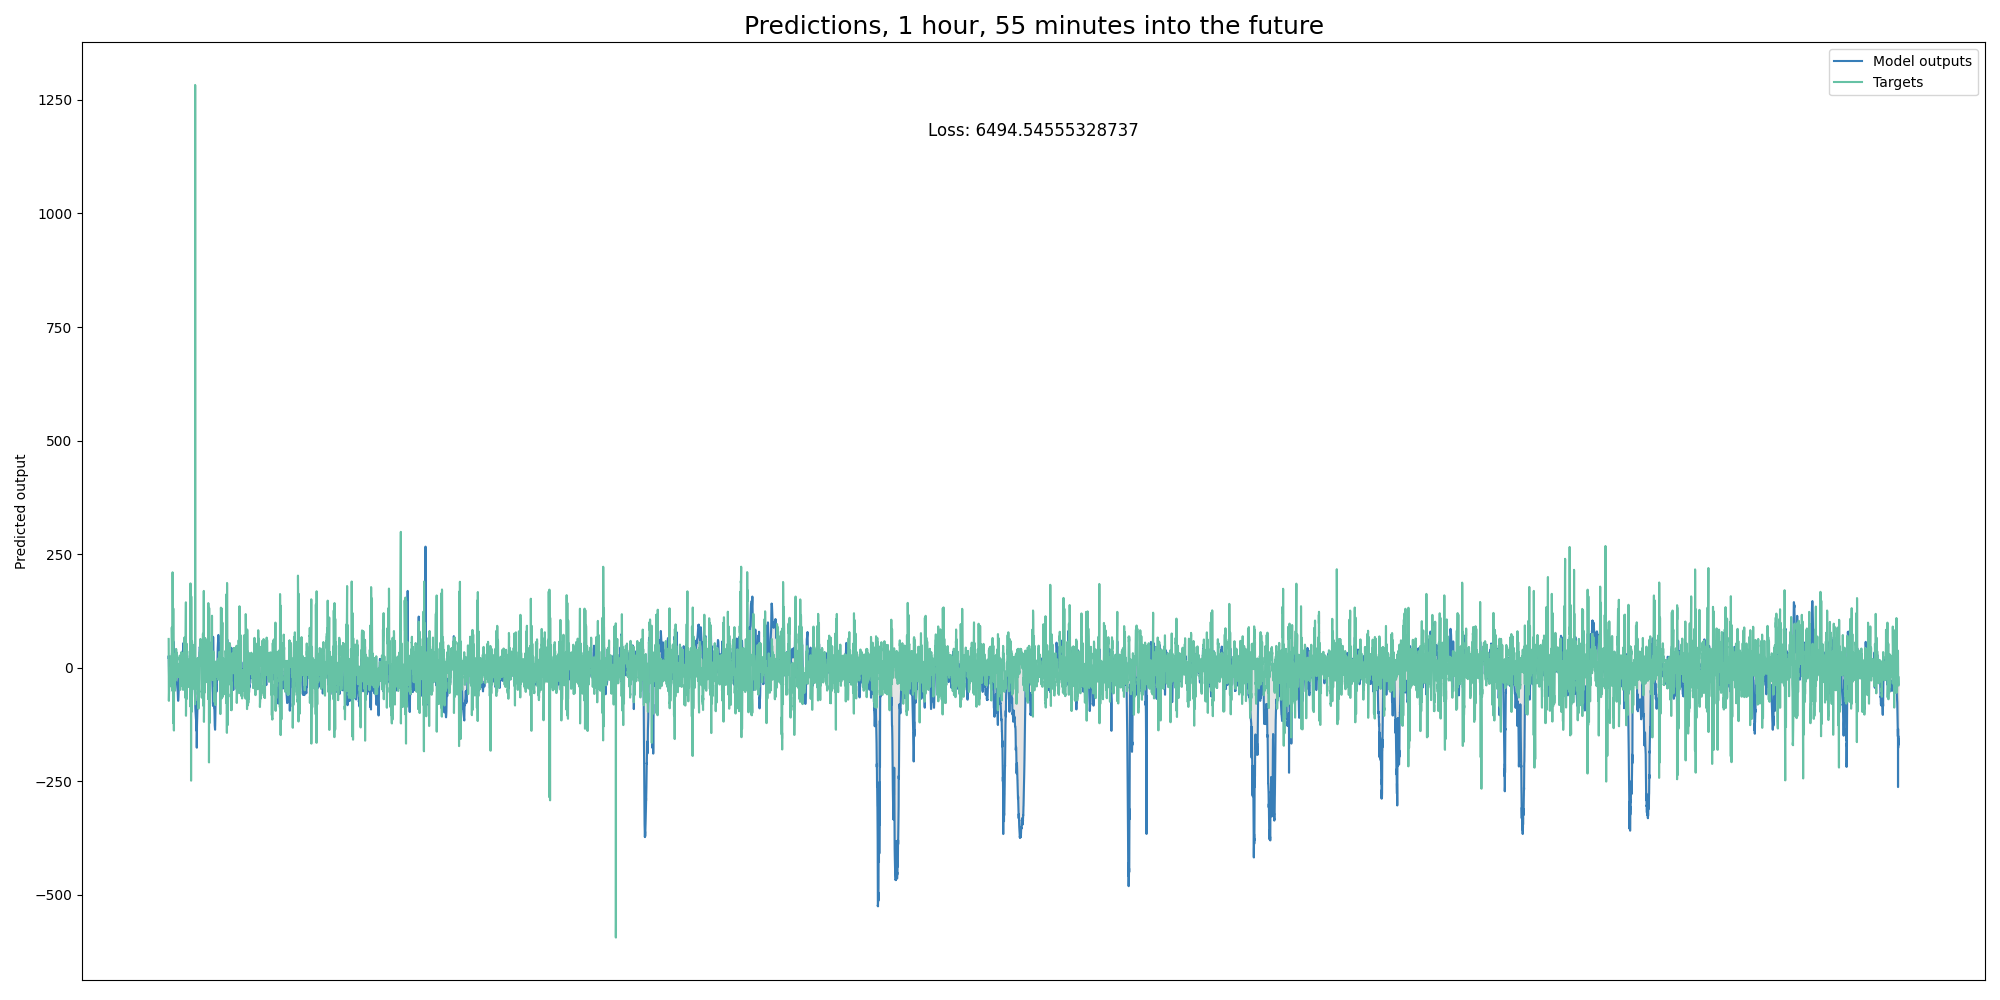 Predictions, 1 hour, 55 minutes into the future
Model outputs
Targets
Loss: 6494.54555328737
Predicted output
1250
1000
750
500
250
0
−250
−500